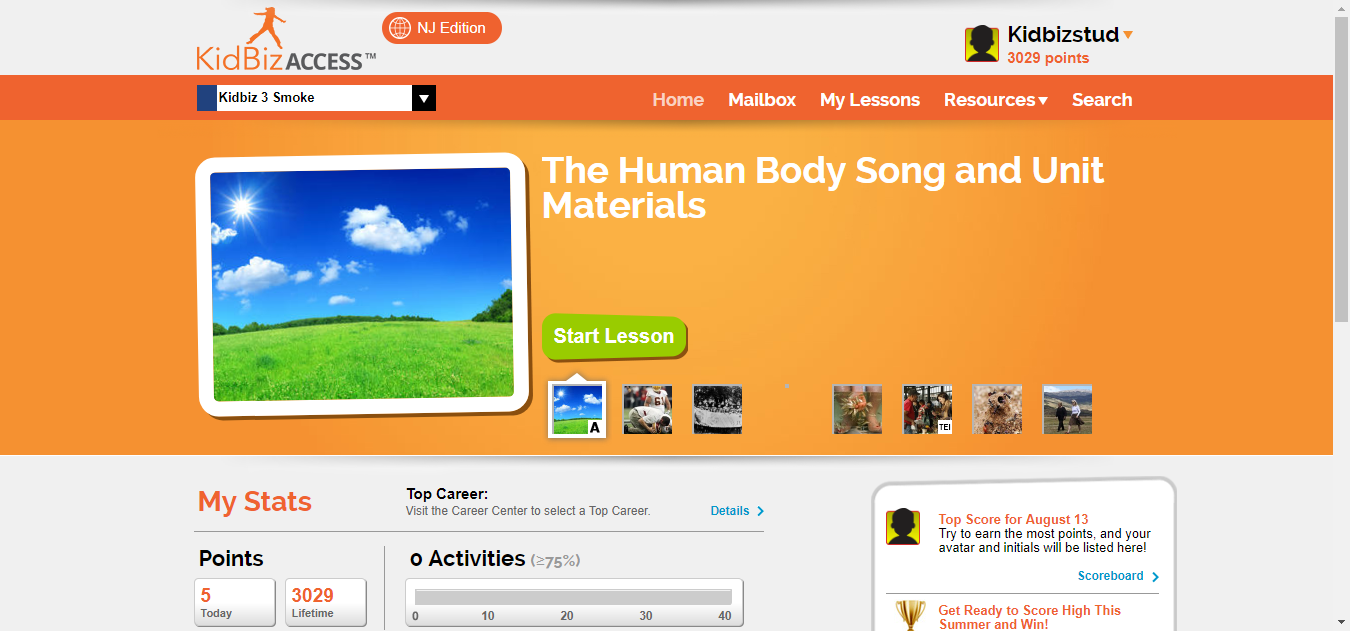 KidBizACCESS™
NJ Edition
Kidbizstud
3029 points
Kidbiz 3 Smoke
Home
Mailbox
My Lessons
Resources
Search
The Human Body Song and Unit
Materials
Start Lesson
A
TEI
My Stats
Top Career:
Visit the Career Center to select a Top Career.
Details
Points
5
Today
3029
Lifetime
0 Activities (≥75%)
0 10 20 30 40
Top Score for August 13
Try to earn the most points, and your
avatar and initials will be listed here!
Scoreboard
Get Ready to Score High This
Summer and Win!